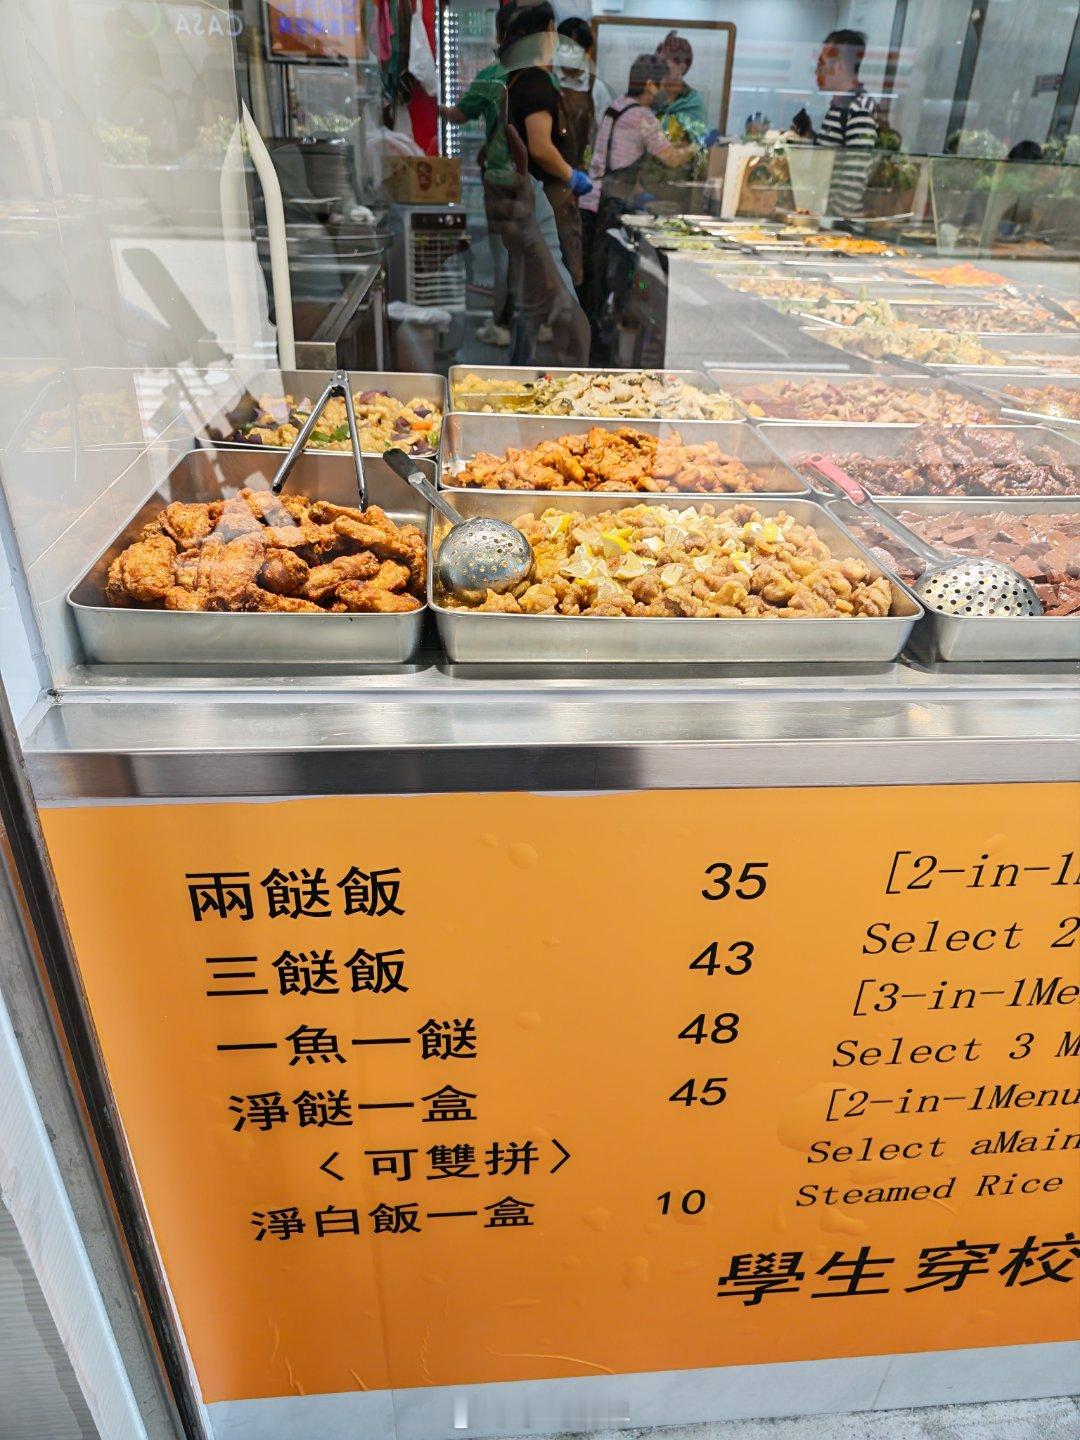 CASA
兩餸飯 35
三餸飯 43
一魚一餸 48
淨餸一盒 45
〈可雙拼〉
淨白飯一盒 10
[2-in-1
Select 2
[3-in-1Me
Select 3 M
[2-in-1Menu
Select aMain
Steamed Rice
學生穿校